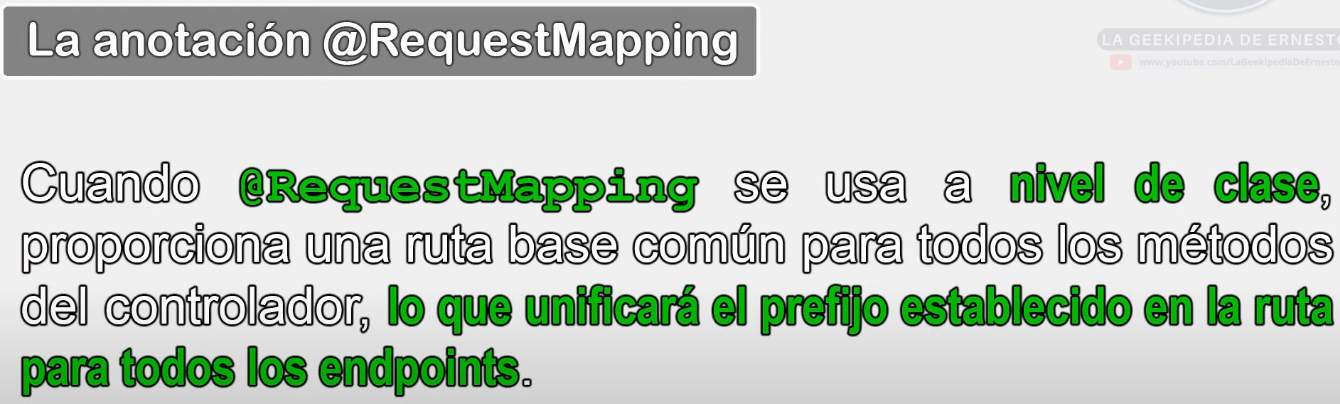 La anotación @RequestMapping
LA GEEKIPEDIA DE ERNESTO
www.youtube.com/LaGeekipediaDeErnesto
Cuando @RequestMapping se usa a nivel de clase,
proporciona una ruta base común para todos los métodos
del controlador, lo que unificará el prefijo establecido en la ruta
para todos los endpoints.